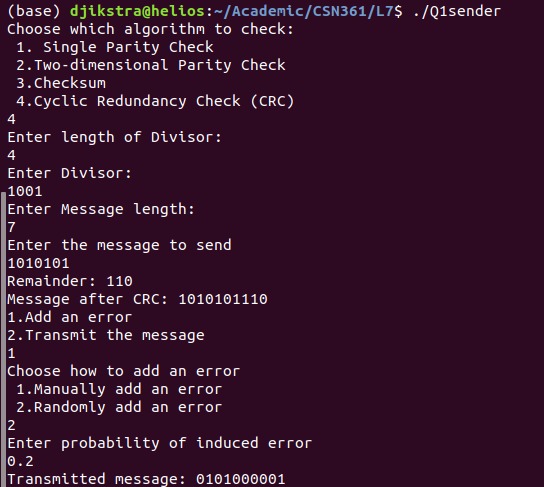 (base) djikstra@helios:~/Academic/CSN361/L7$ ./Q1sender
Choose which algorithm to check:
 1. Single Parity Check
 2.Two-dimensional Parity Check
 3.Checksum
 4.Cyclic Redundancy Check (CRC)
4
Enter length of Divisor:
4
Enter Divisor:
1001
Enter Message length:
7
Enter the message to send
1010101
Remainder: 110
Message after CRC: 1010101110
1.Add an error
2.Transmit the message
1
Choose how to add an error
 1.Manually add an error
 2.Randomly add an error
2
Enter probability of induced error
0.2
Transmitted message: 0101000001